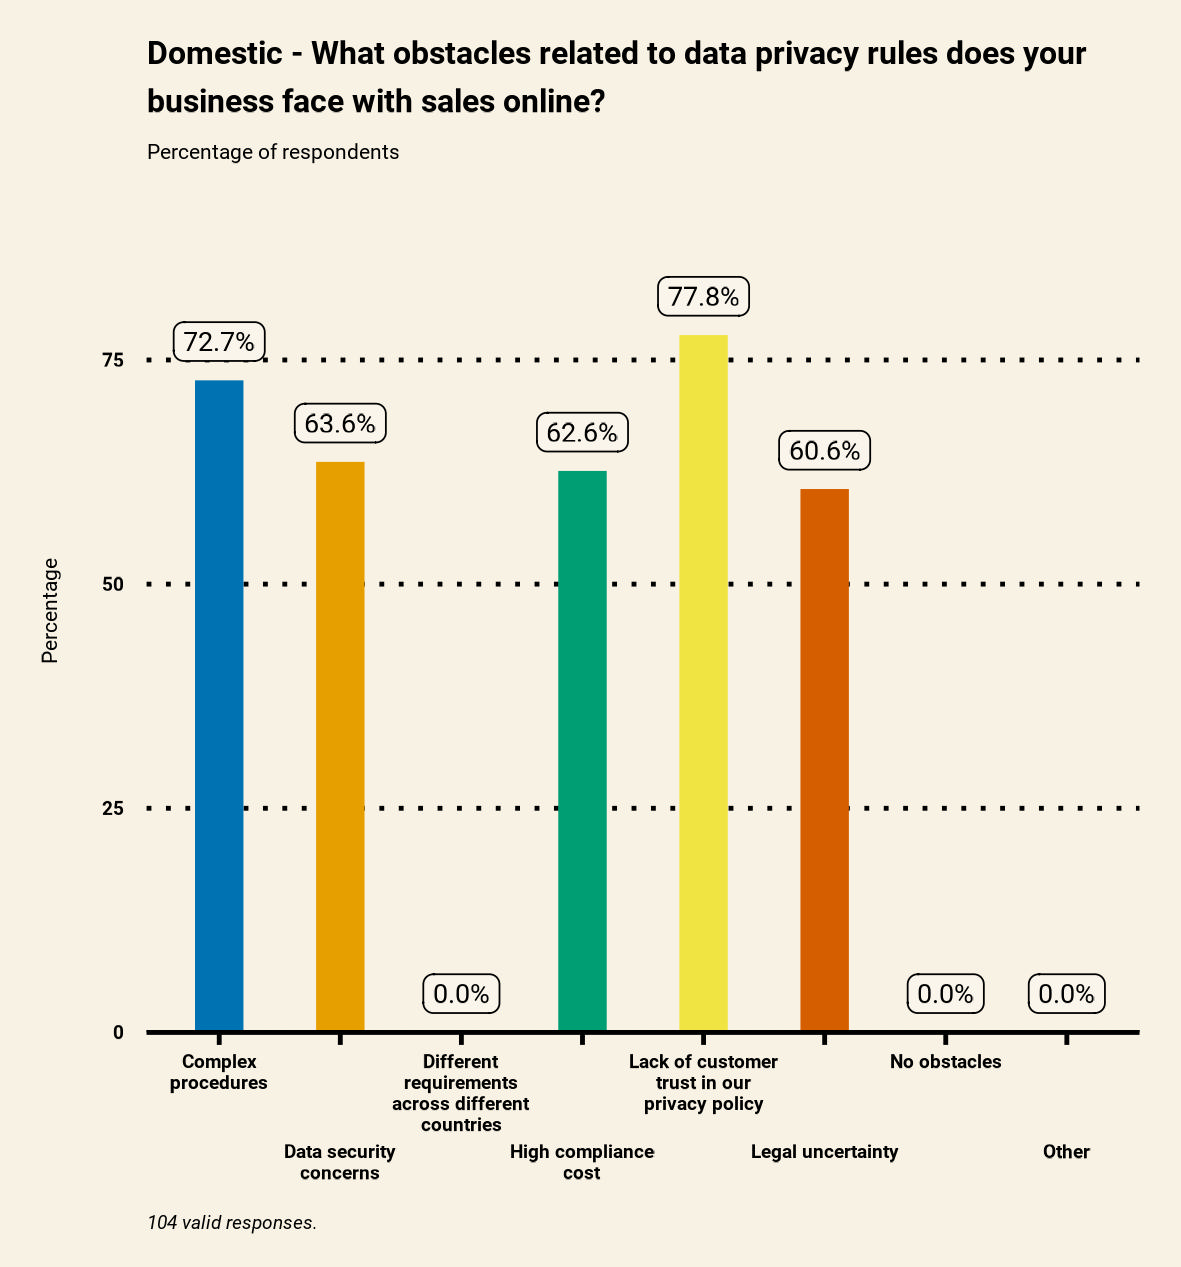 Domestic - What obstacles related to data privacy rules does your
business face with sales online?
Percentage of respondents
77.8%
72.7%
75
63.6%
62.6%
60.6%
Percentage
50
25
0.0%
0.0%
0.0%
0
Complex
procedures
Different
requirements
across different
countries
Lack of customer
trust in our
privacy policy
No obstacles
Data security
concerns
High compliance
cost
Legal uncertainty
Other
104 valid responses.